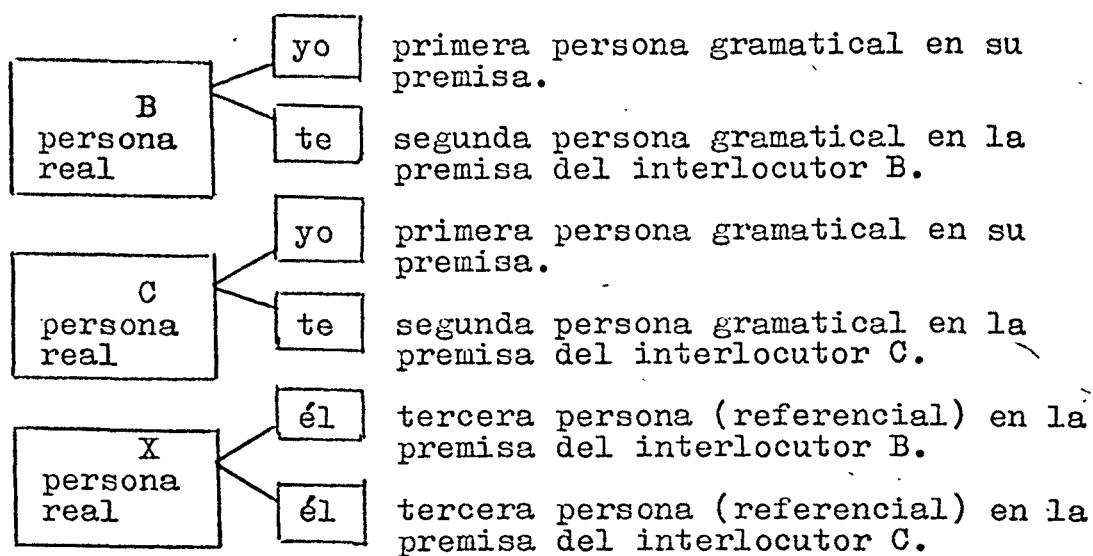 yo primera persona gramatical en su
premisa.
B
persona
real
te segunda persona gramatical en la
premisa del interlocutor B.
yo primera persona gramatical en su
premisa.
C
persona
real
te segunda persona gramatical en la
premisa del interlocutor C.
él tercera persona (referencial) en la
premisa del interlocutor B.
X
persona
real
él tercera persona (referencial) en la
premisa del interlocutor C.